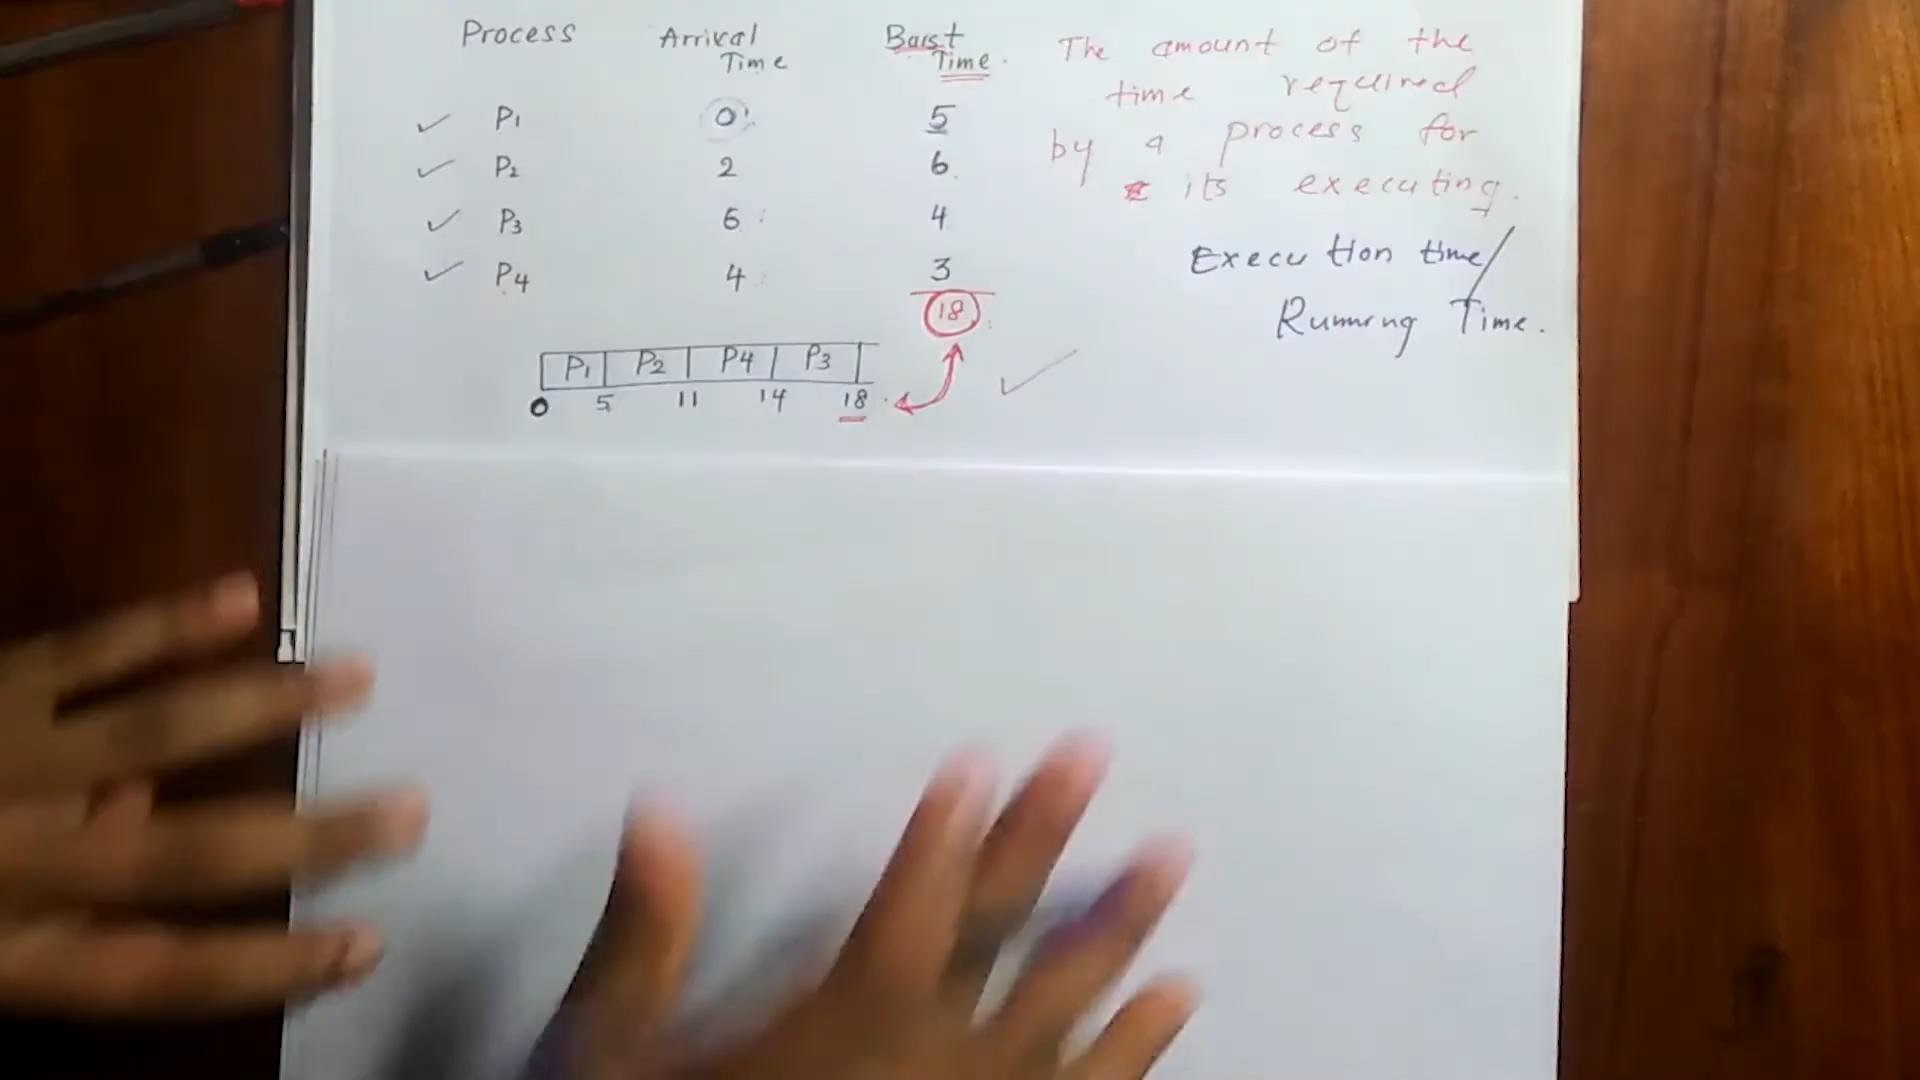 Process Arrival Time Burst Time.
P1 0 5
P2 2 6
P3 6 4
P4 4 3
18
P1 P2 P4 P3
0 5 11 14 18
The amount of the
time required
by a process for
its executing.
Execution time/
Running Time.